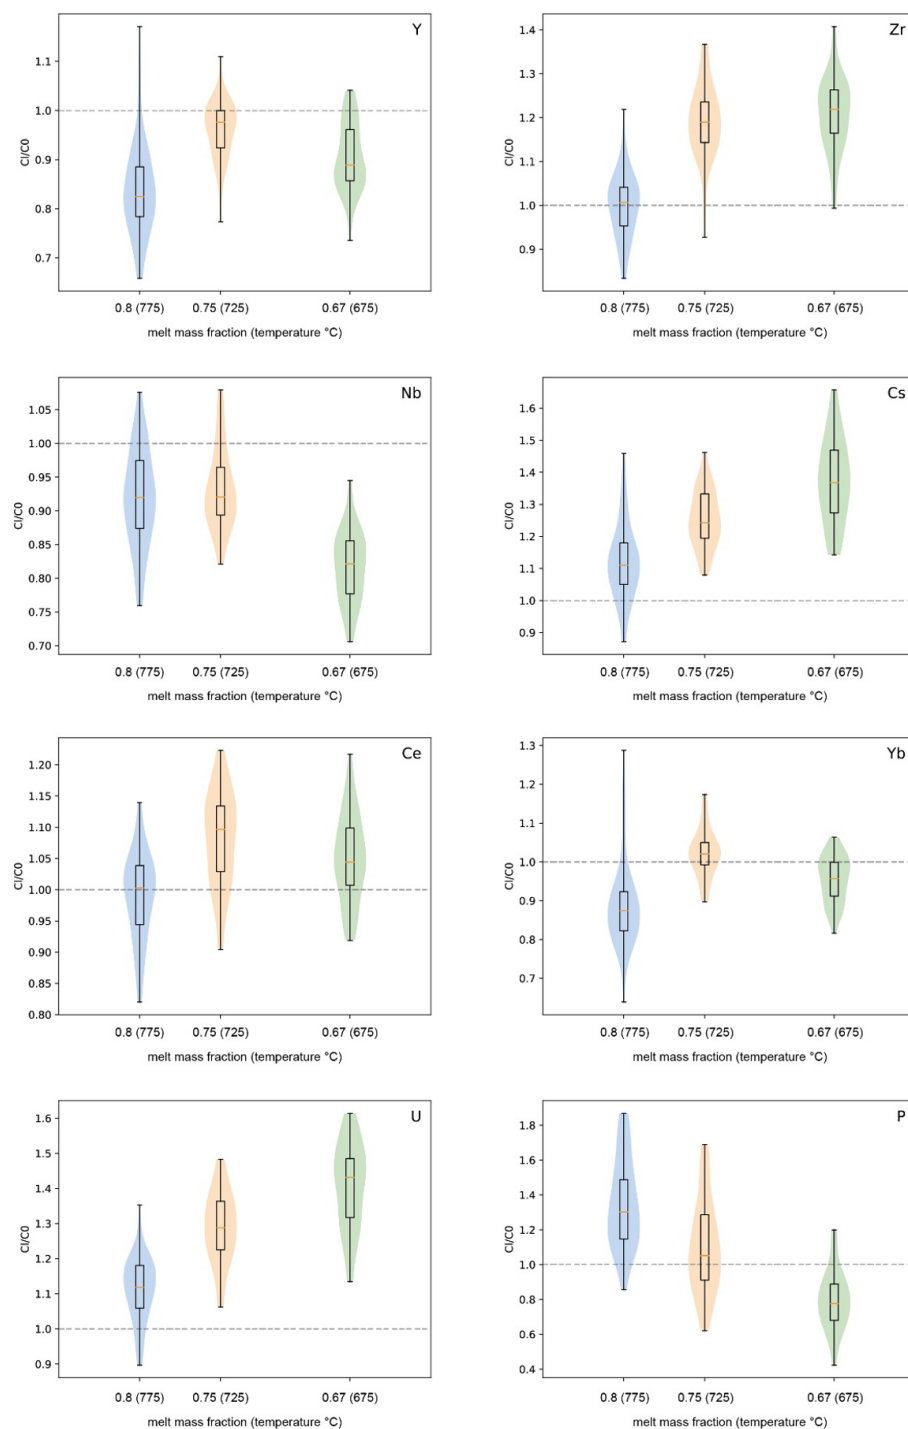 Y
1.1
1.0
0.9
0.8
0.7
Cl/C0
0.8 (775) 0.75 (725) 0.67 (675)
melt mass fraction (temperature °C)
Zr
1.4
1.3
1.2
1.1
1.0
0.9
0.8 (775) 0.75 (725) 0.67 (675)
melt mass fraction (temperature °C)
Nb
1.05
1.00
0.95
0.90
0.85
0.80
0.75
0.70
Cl/C0
0.8 (775) 0.75 (725) 0.67 (675)
melt mass fraction (temperature °C)
Cs
1.6
1.5
1.4
1.3
1.2
1.1
1.0
0.9
0.8 (775) 0.75 (725) 0.67 (675)
melt mass fraction (temperature °C)
Ce
1.20
1.15
1.10
1.05
1.00
0.95
0.90
0.85
0.80
Cl/C0
0.8 (775) 0.75 (725) 0.67 (675)
melt mass fraction (temperature °C)
Yb
1.3
1.2
1.1
1.0
0.9
0.8
0.7
0.8 (775) 0.75 (725) 0.67 (675)
melt mass fraction (temperature °C)
U
1.6
1.5
1.4
1.3
1.2
1.1
1.0
0.9
Cl/C0
0.8 (775) 0.75 (725) 0.67 (675)
melt mass fraction (temperature °C)
P
1.8
1.6
1.4
1.2
1.0
0.8
0.6
0.4
0.8 (775) 0.75 (725) 0.67 (675)
melt mass fraction (temperature °C)